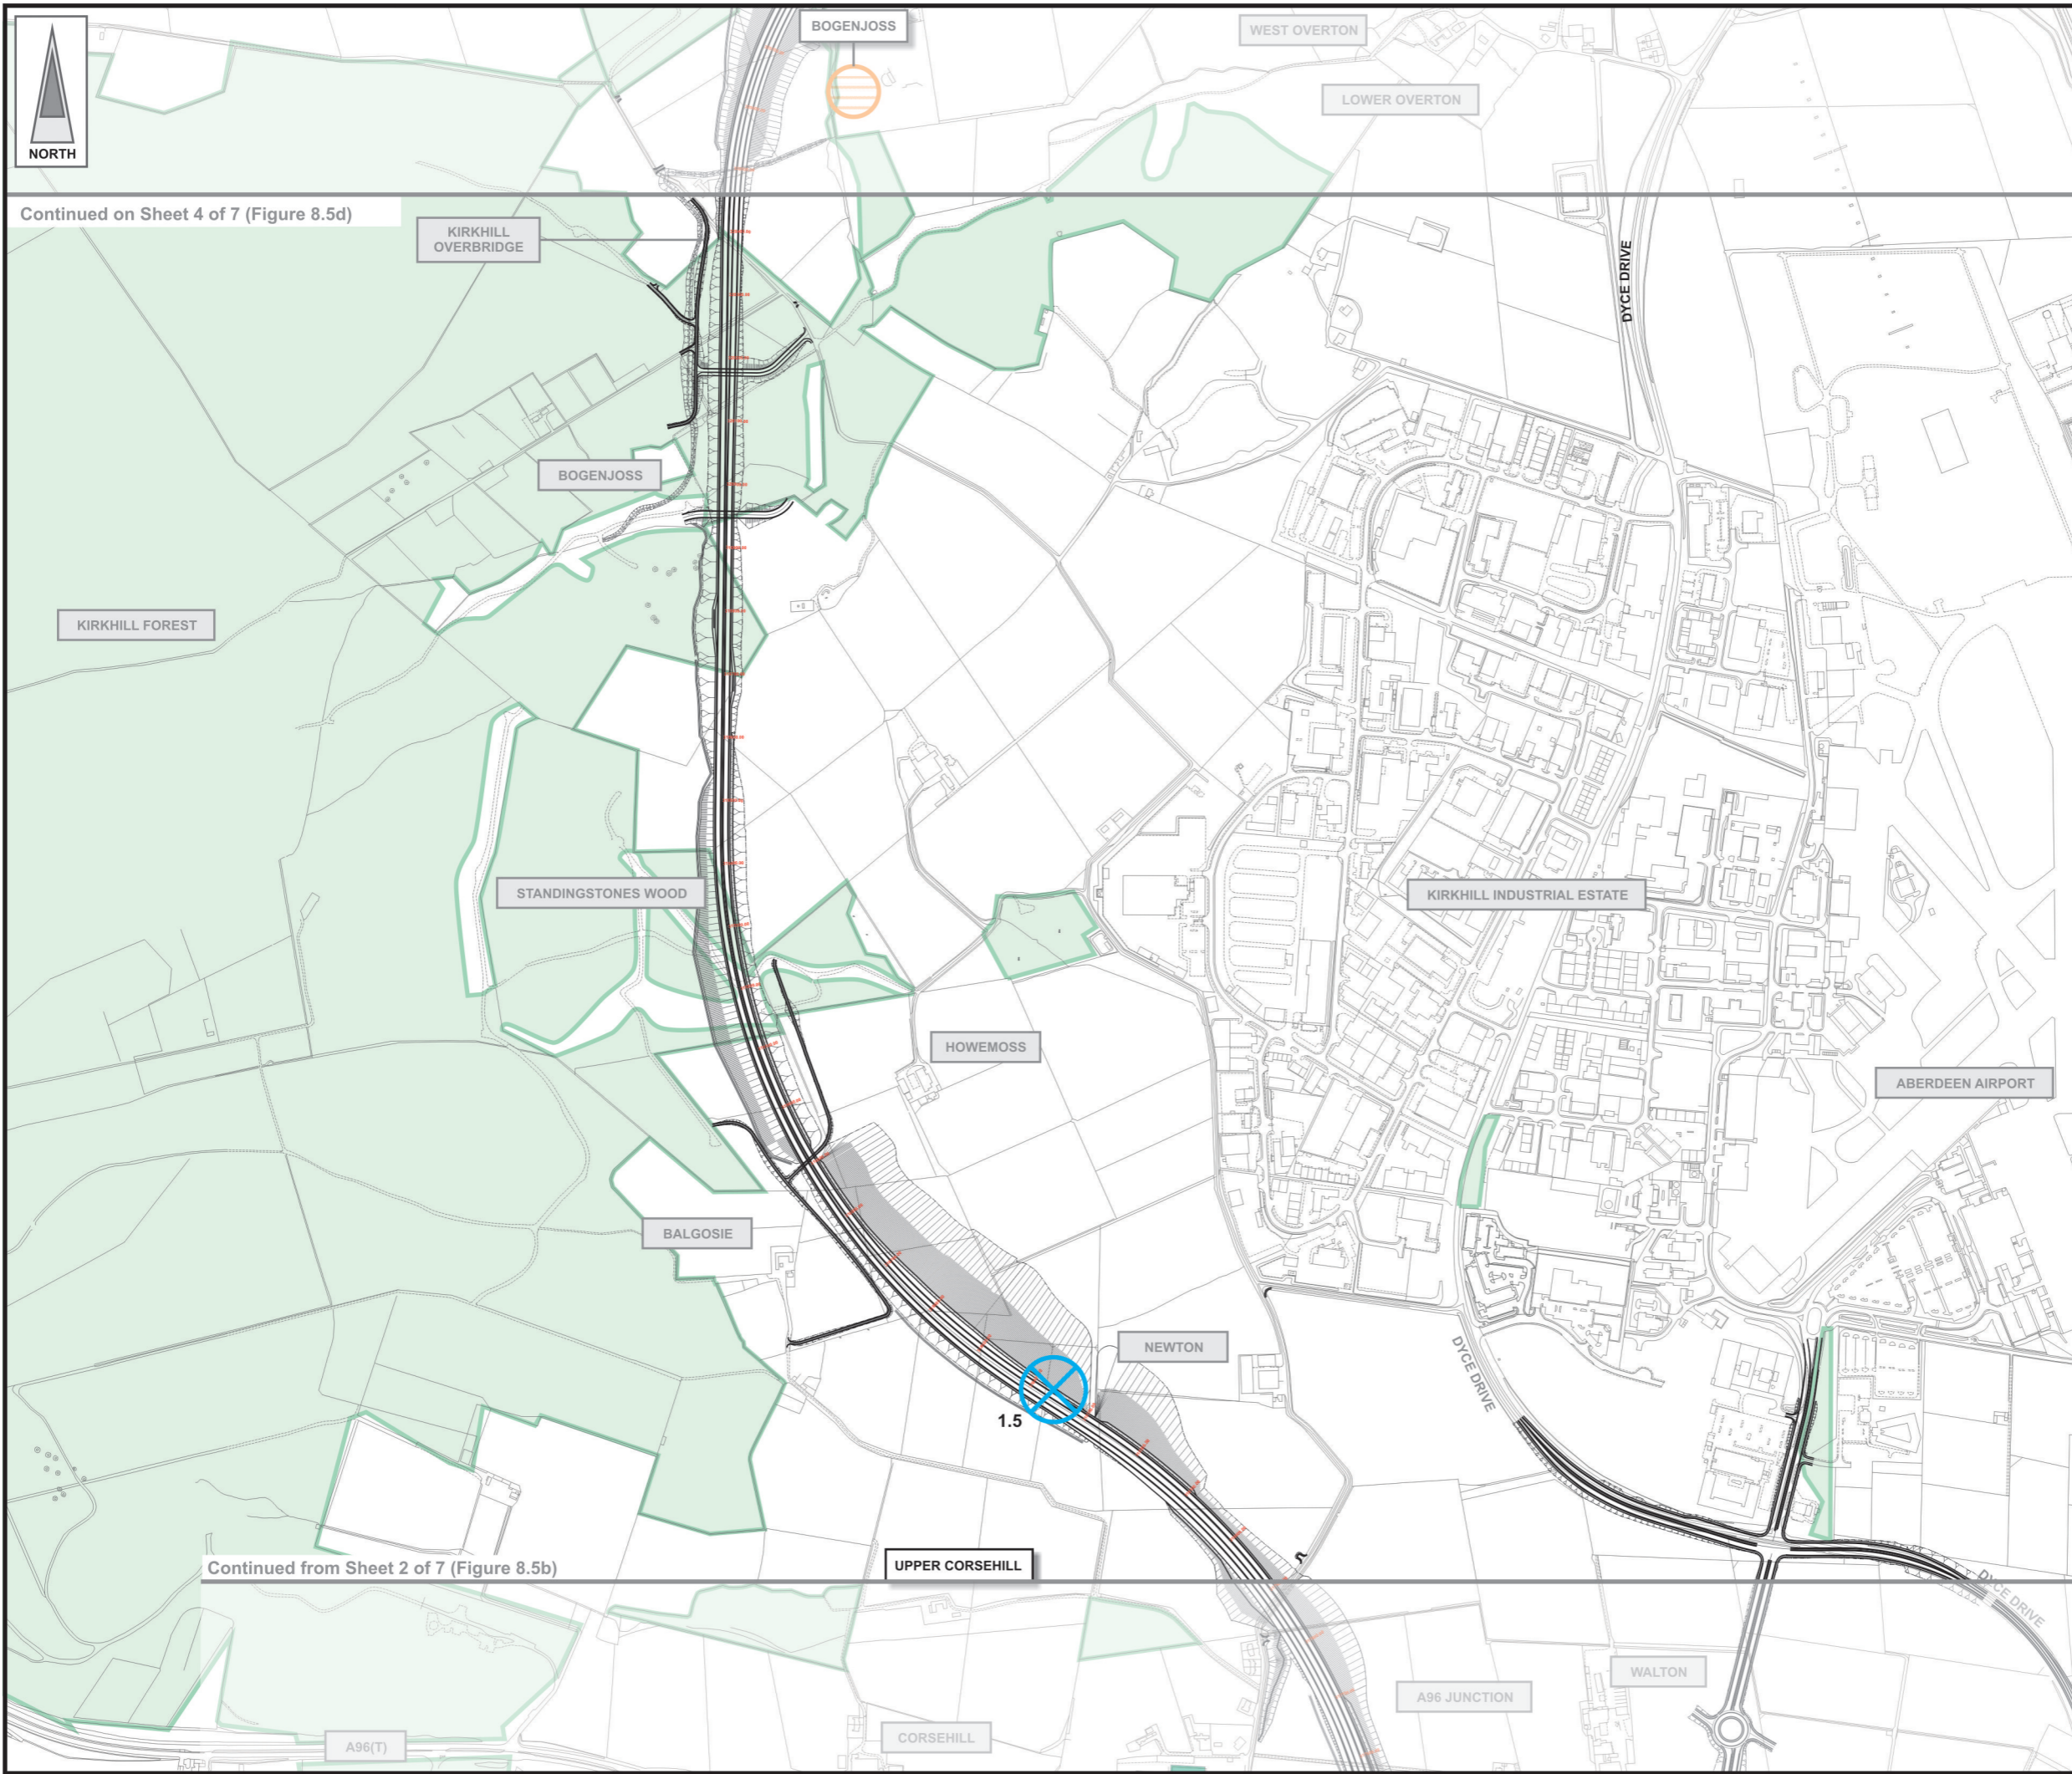 BOGENJOSS
WEST OVERTON
LOWER OVERTON
NORTH
Continued on Sheet 4 of 7 (Figure 8.5d)
KIRKHILL
OVERBRIDGE
DYCE DRIVE
BOGENJOSS
KIRKHILL FOREST
STANDINGSTONES WOOD
KIRKHILL INDUSTRIAL ESTATE
HOWEMOSS
ABERDEEN AIRPORT
BALGOSIE
NEWTON
DYCE DRIVE
1.5
UPPER CORSEHILL
Continued from Sheet 2 of 7 (Figure 8.5b)
DYCE DRIVE
WALTON
A96 JUNCTION
CORSEHILL
A96(T)